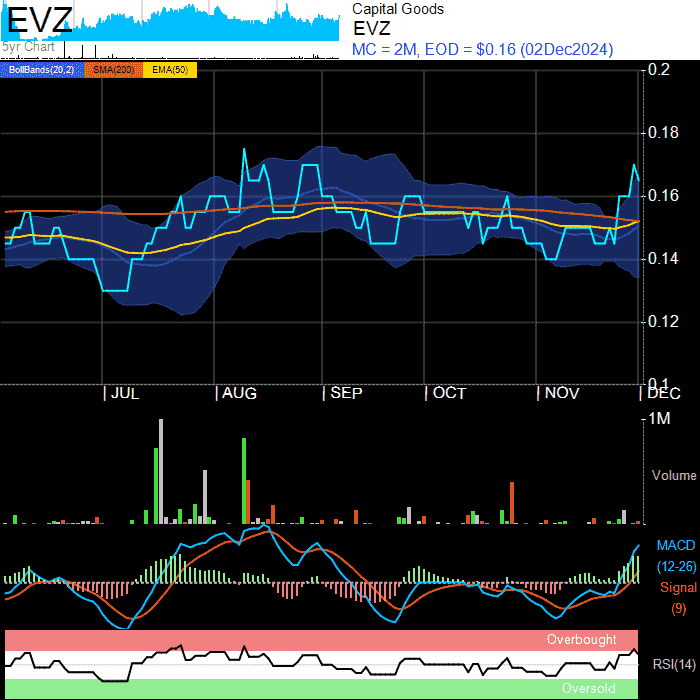 EVZ
5yr Chart
Capital Goods
EVZ
MC = 2M, EOD = $0.16 (02Dec2024)
BollBands(20,2) SMA(200) EMA(50)
0.2
0.18
0.16
0.14
0.12
0.1
JUL AUG SEP OCT NOV DEC
1M
Volume
MACD
(12-26)
Signal
(9)
Overbought
RSI(14)
Oversold